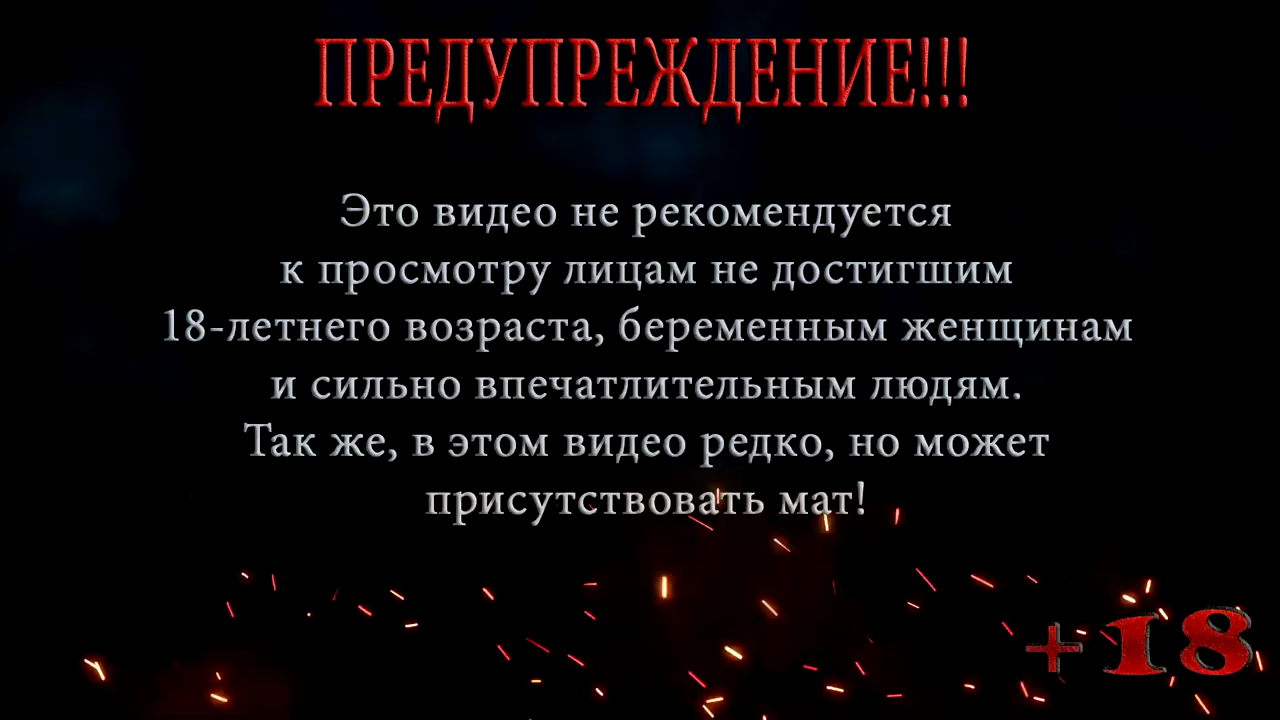 ПРЕДУПРЕЖДЕНИЕ!!!
Это видео не рекомендуется
к просмотру лицам не достигшим
18-летнего возраста, беременным женщинам
и сильно впечатлительным людям.
Так же, в этом видео редко, но может
присутствовать мат!
+18